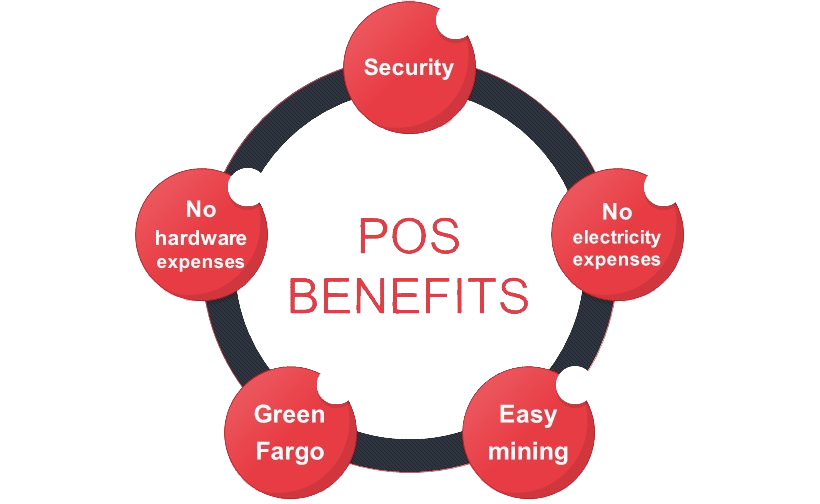 Security
No
hardware
expenses
No
electricity
expenses
POS
BENEFITS
Green
Fargo
Easy
mining